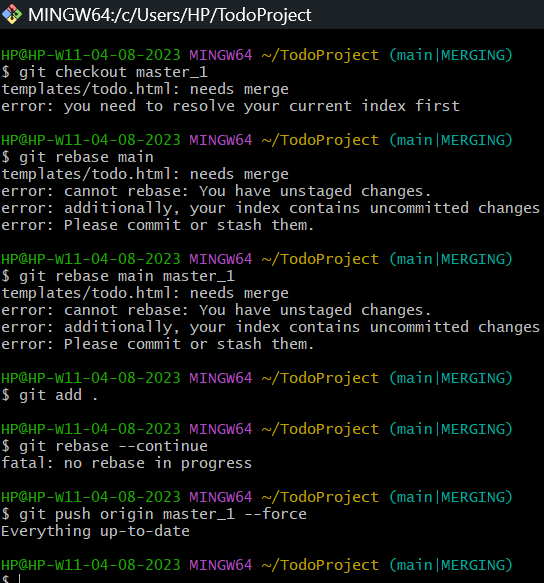 MINGW64:/c/Users/HP/TodoProject
HP@HP-W11-04-08-2023 MINGW64 ~/TodoProject (main|MERGING)
$ git checkout master_1
templates/todo.html: needs merge
error: you need to resolve your current index first
HP@HP-W11-04-08-2023 MINGW64 ~/TodoProject (main|MERGING)
$ git rebase main
templates/todo.html: needs merge
error: cannot rebase: You have unstaged changes.
error: additionally, your index contains uncommitted changes
error: Please commit or stash them.
HP@HP-W11-04-08-2023 MINGW64 ~/TodoProject (main|MERGING)
$ git rebase main master_1
templates/todo.html: needs merge
error: cannot rebase: You have unstaged changes.
error: additionally, your index contains uncommitted changes
error: Please commit or stash them.
HP@HP-W11-04-08-2023 MINGW64 ~/TodoProject (main|MERGING)
$ git add .
HP@HP-W11-04-08-2023 MINGW64 ~/TodoProject (main|MERGING)
$ git rebase --continue
fatal: no rebase in progress
HP@HP-W11-04-08-2023 MINGW64 ~/TodoProject (main|MERGING)
$ git push origin master_1 --force
Everything up-to-date
HP@HP-W11-04-08-2023 MINGW64 ~/TodoProject (main|MERGING)
$